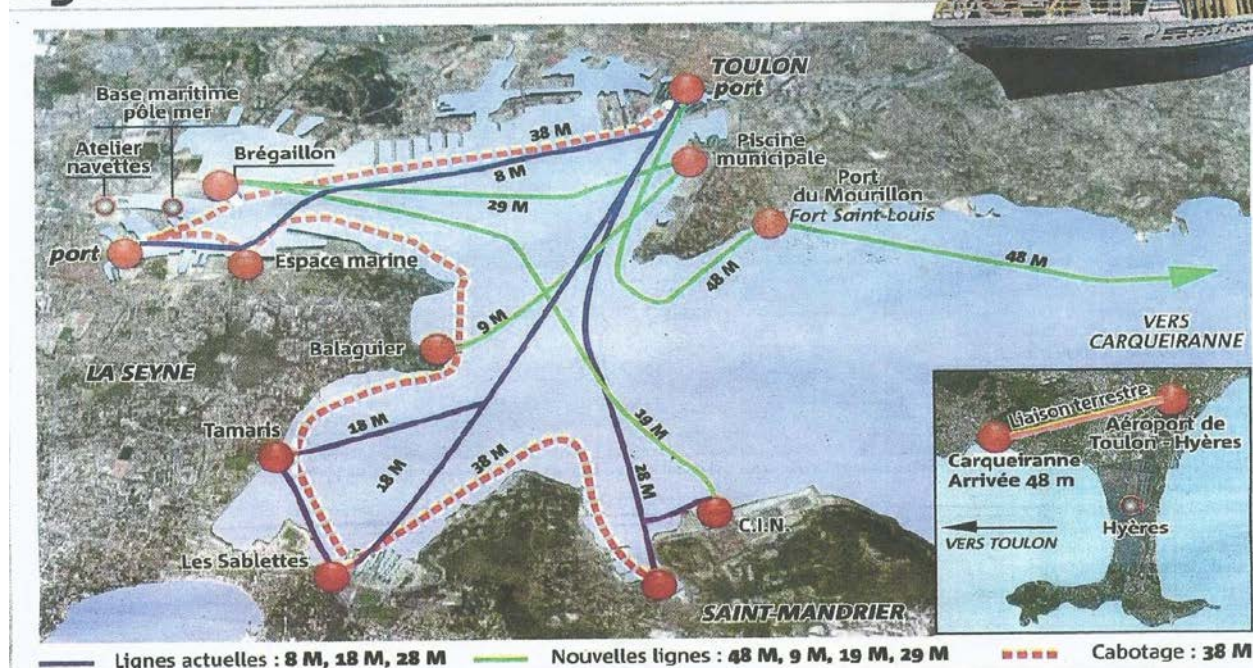 TOULON
port
Base maritime
pôle mer
Atelier
navettes
Brégaillon
38 M
8 M
Piscine
municipale
29 M
Port
du Mourillon
Fort Saint-Louis
port
Espace marine
48 M
48 M
9 M
VERS
CARQUEIRANNE
Balaguier
LA SEYNE
18 M
Tamaris
18 M
38 M
39 M
28 M
C.I.N.
Les Sablettes
SAINT-MANDRIER
Liaison terrestre
Aéroport de
Toulon - Hyères
Carqueiranne
Arrivée 48 m
Hyères
VERS TOULON
Lignes actuelles : 8 M, 18 M, 28 M
Nouvelles lignes : 48 M, 9 M, 19 M, 29 M
Cabotage : 38 M